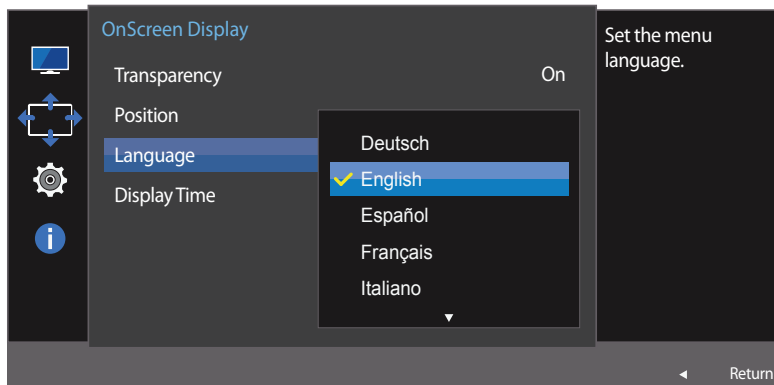 OnScreen Display
Transparency On
Position
Language
Display Time
Deutsch
English
Español
Français
Italiano
Set the menu
language.
Return